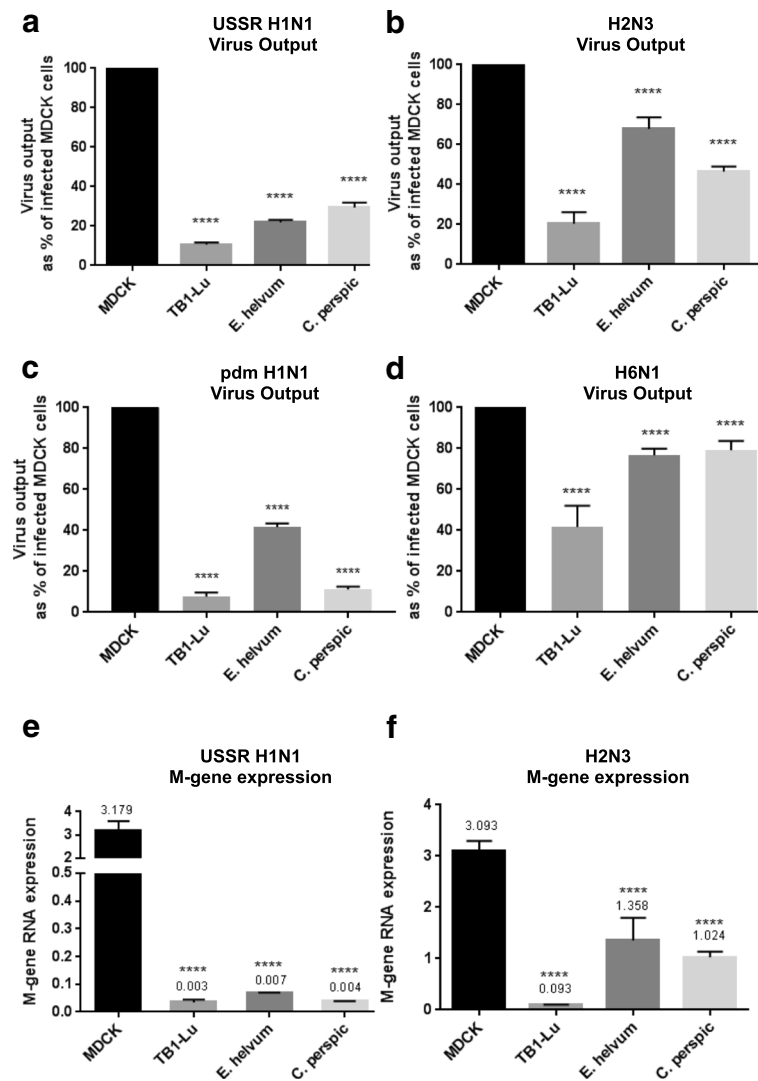 a
USSR H1N1
Virus Output
Virus output
as % of infected MDCK cells
100
80
60
40
20
0
****
****
****
MDCK
TB1-Lu
E. helvum
C. perspic
b
H2N3
Virus Output
Virus output
as % of infected MDCK cells
100
80
60
40
20
0
****
****
****
MDCK
TB1-Lu
E. helvum
C. perspic
c
pdm H1N1
Virus Output
Virus output
as % of infected MDCK cells
100
80
60
40
20
0
****
****
****
MDCK
TB1-Lu
E. helvum
C. perspic
d
H6N1
Virus Output
Virus output
as % of infected MDCK cells
100
80
60
40
20
0
****
****
****
MDCK
TB1-Lu
E. helvum
C. perspic
e
USSR H1N1
M-gene expression
M-gene RNA expression
4
3
2
0.5
0.4
0.3
0.2
0.1
0.0
3.179
****
0.003
****
0.007
****
0.004
MDCK
TB1-Lu
E. helvum
C. perspic
f
H2N3
M-gene expression
M-gene RNA expression
4
3
2
1
0
3.093
****
0.093
****
1.358
****
1.024
MDCK
TB1-Lu
E. helvum
C. perspic